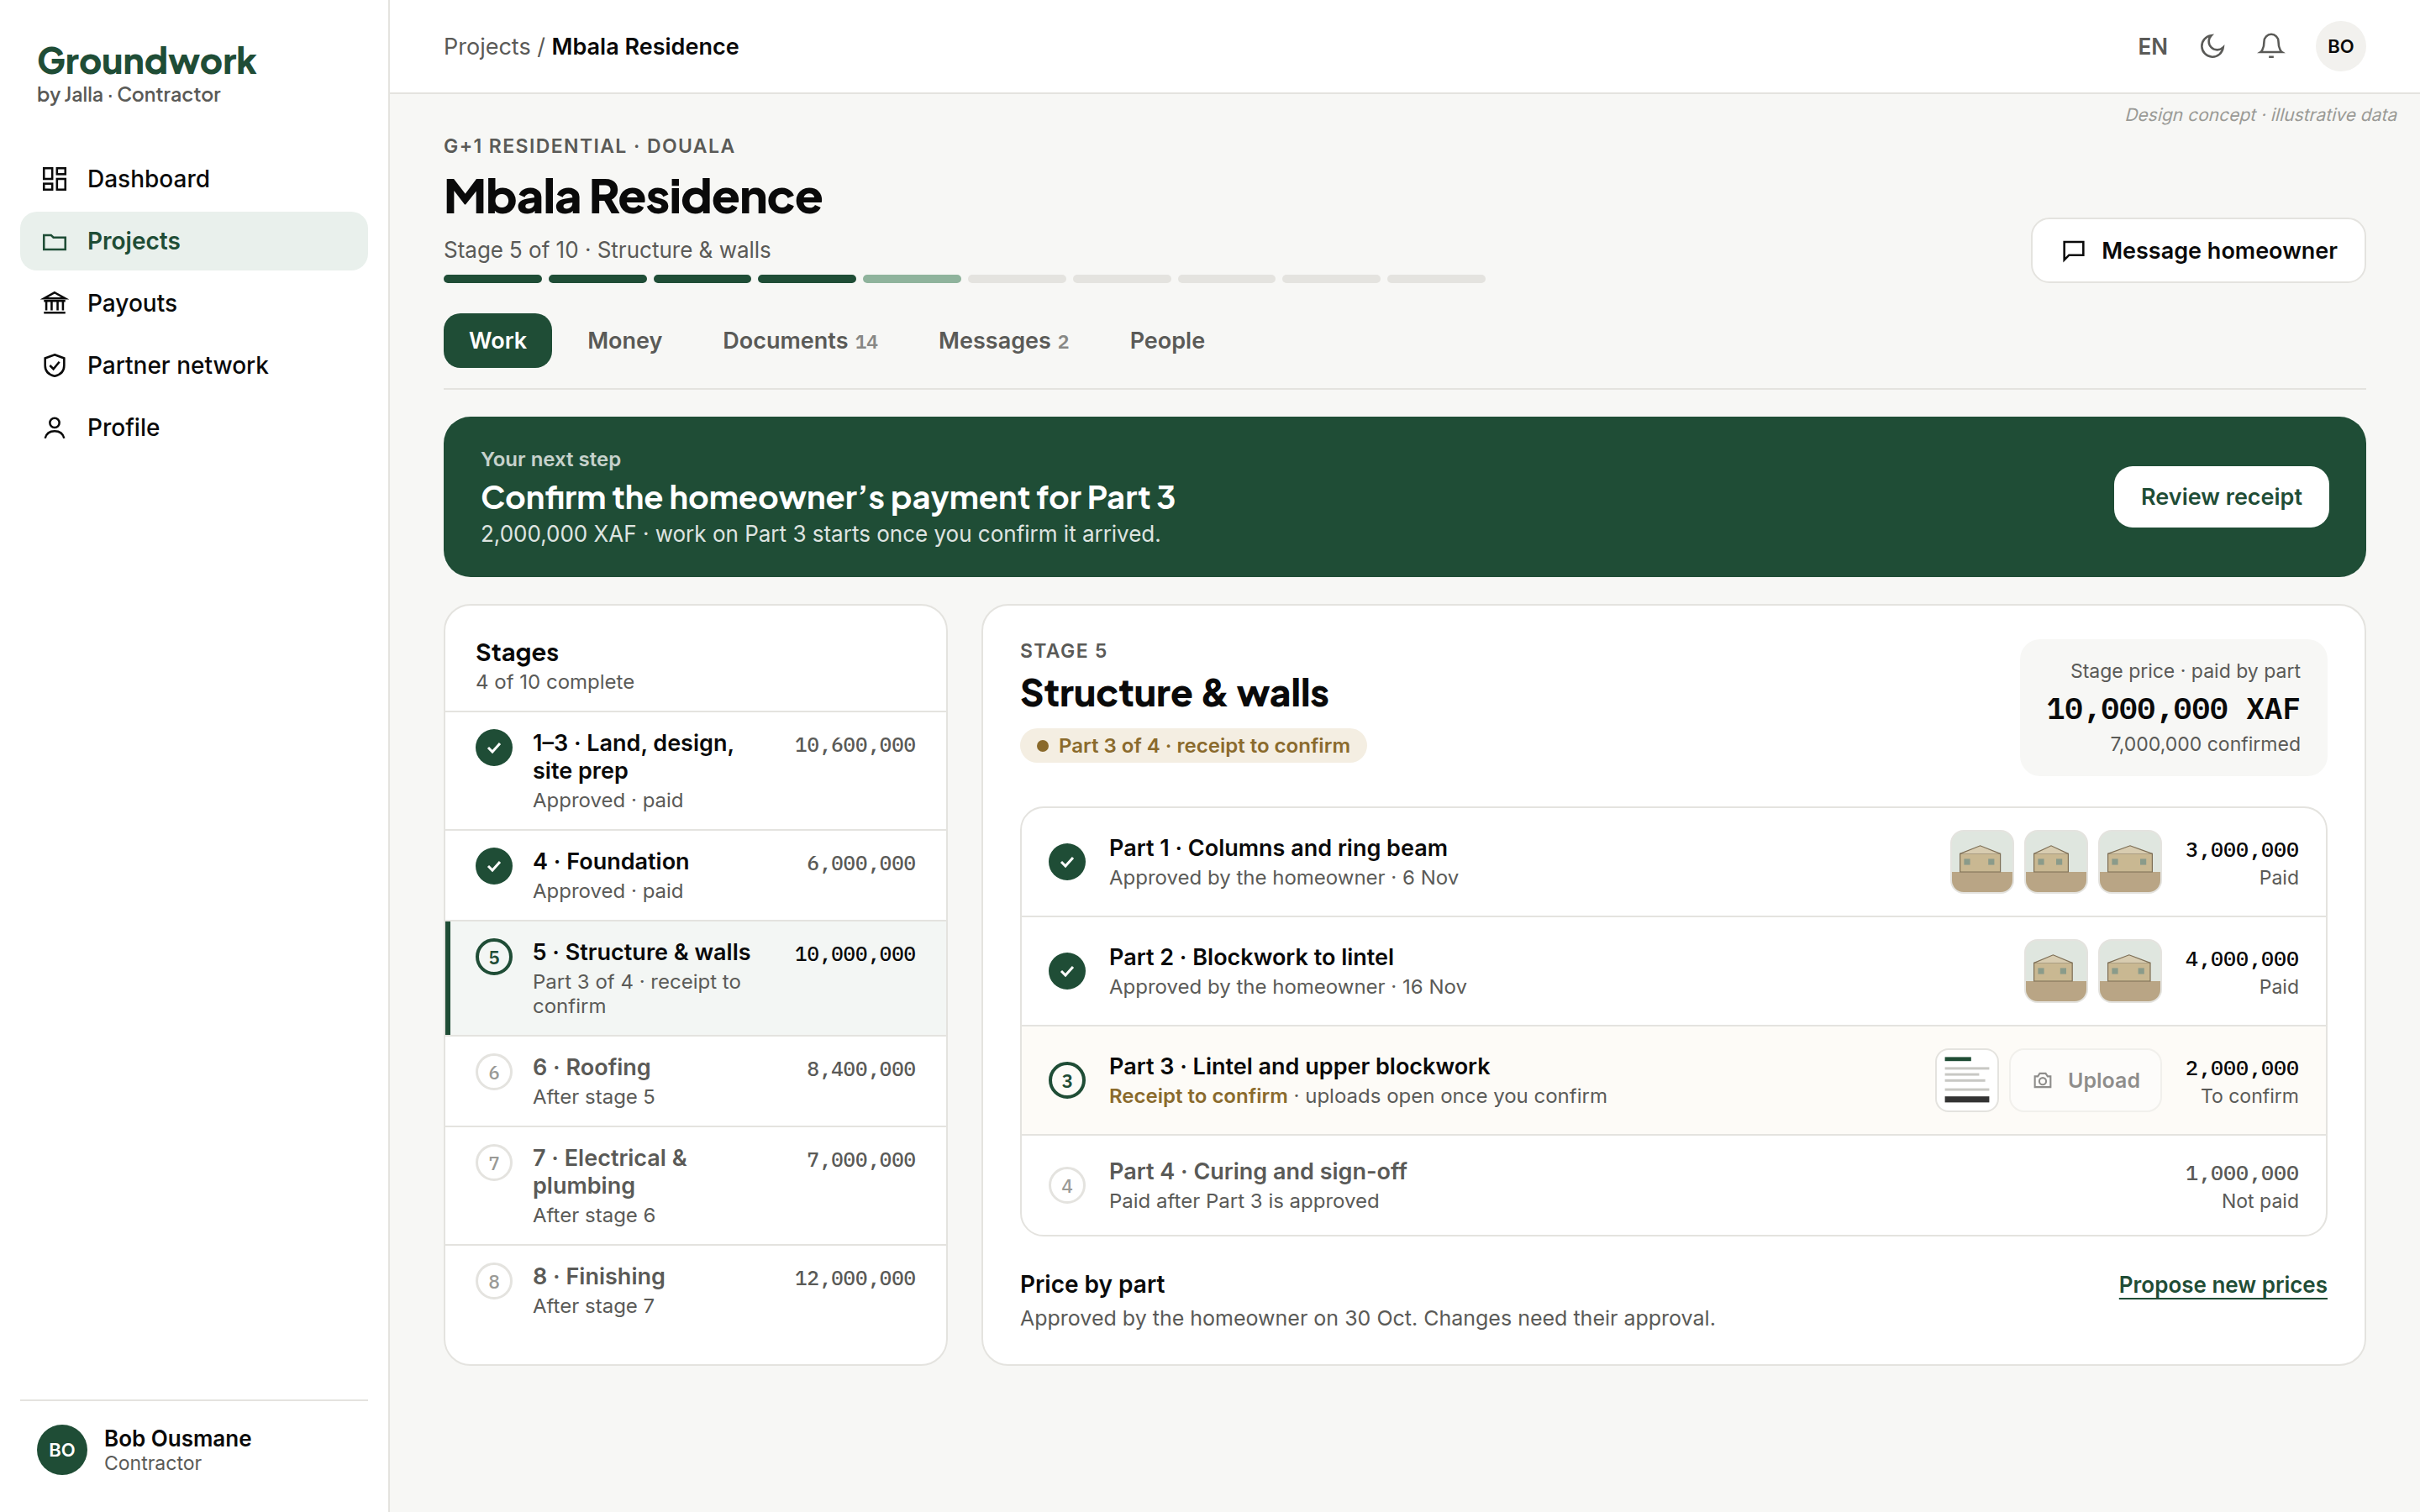 Groundwork
by Jalla · Contractor
Dashboard
Projects
Payouts
Partner network
Profile
BO
Bob Ousmane
Contractor
Projects / Mbala Residence
EN
BO
Design concept · illustrative data
G+1 RESIDENTIAL · DOUALA
Mbala Residence
Stage 5 of 10 · Structure & walls
Message homeowner
Work
Money
Documents 14
Messages 2
People
Your next step
Confirm the homeowner’s payment for Part 3
2,000,000 XAF · work on Part 3 starts once you confirm it arrived.
Review receipt
Stages
4 of 10 complete
1–3 · Land, design,
site prep
Approved · paid
10,600,000
4 · Foundation
Approved · paid
6,000,000
5
5 · Structure & walls
Part 3 of 4 · receipt to
confirm
10,000,000
6
6 · Roofing
After stage 5
8,400,000
7
7 · Electrical &
plumbing
After stage 6
7,000,000
8
8 · Finishing
After stage 7
12,000,000
STAGE 5
Structure & walls
Part 3 of 4 · receipt to confirm
Stage price · paid by part
10,000,000 XAF
7,000,000 confirmed
Part 1 · Columns and ring beam
Approved by the homeowner · 6 Nov
3,000,000
Paid
Part 2 · Blockwork to lintel
Approved by the homeowner · 16 Nov
4,000,000
Paid
3
Part 3 · Lintel and upper blockwork
Receipt to confirm · uploads open once you confirm
Upload
2,000,000
To confirm
4
Part 4 · Curing and sign-off
Paid after Part 3 is approved
1,000,000
Not paid
Price by part
Approved by the homeowner on 30 Oct. Changes need their approval.
Propose new prices